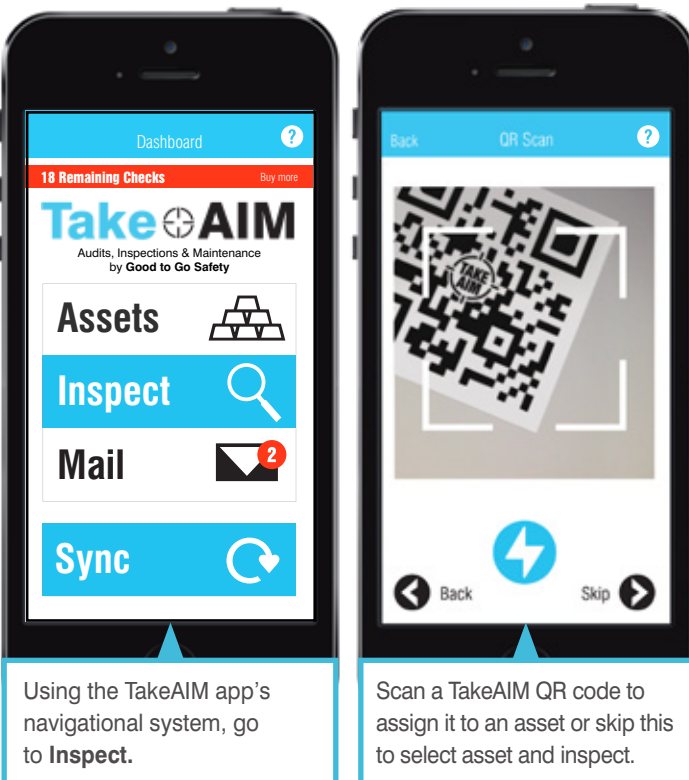 Dashboard
?
18 Remaining Checks
Buy more
Take AIM
Audits, Inspections & Maintenance
by Good to Go Safety
Assets
Inspect
Mail
2
Sync
Using the TakeAIM app's
navigational system, go
to Inspect.
Back
QR Scan
?
TAKE
AIM
Back
Skip
Scan a TakeAIM QR code to
assign it to an asset or skip this
to select asset and inspect.